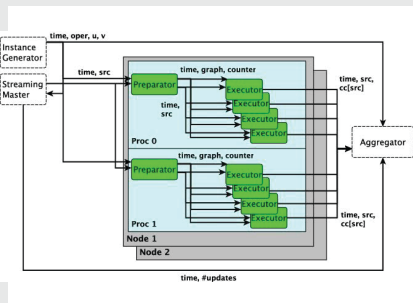 time, oper, u, v
Instance
Generator
time, src
Streaming
Master
time, graph, counter
Preparator
Executor
Executor
Executor
Executor
time,
src
Proc 0
time, src,
cc[src]
Aggregator
time, graph, counter
Preparator
Executor
Executor
Executor
Executor
Proc 1
time, src,
cc[src]
Node 1
Node 2
time, #updates